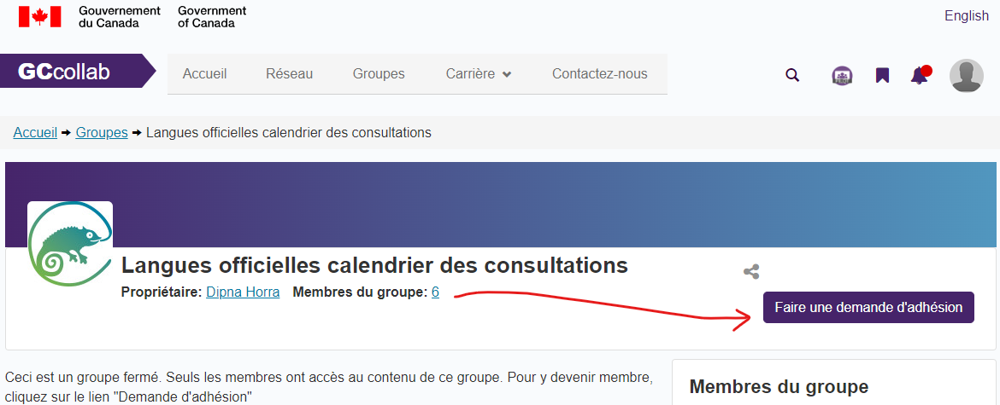 Gouvernement du Canada
Government of Canada
English
GCcollab
Accueil Réseau Groupes Carrière Contactez-nous
Accueil ➜ Groupes ➜ Langues officielles calendrier des consultations
Langues officielles calendrier des consultations
Propriétaire: Dipna Horra Membres du groupe: 6
Faire une demande d'adhésion
Ceci est un groupe fermé. Seuls les membres ont accès au contenu de ce groupe. Pour y devenir membre,
cliquez sur le lien "Demande d'adhésion"
Membres du groupe